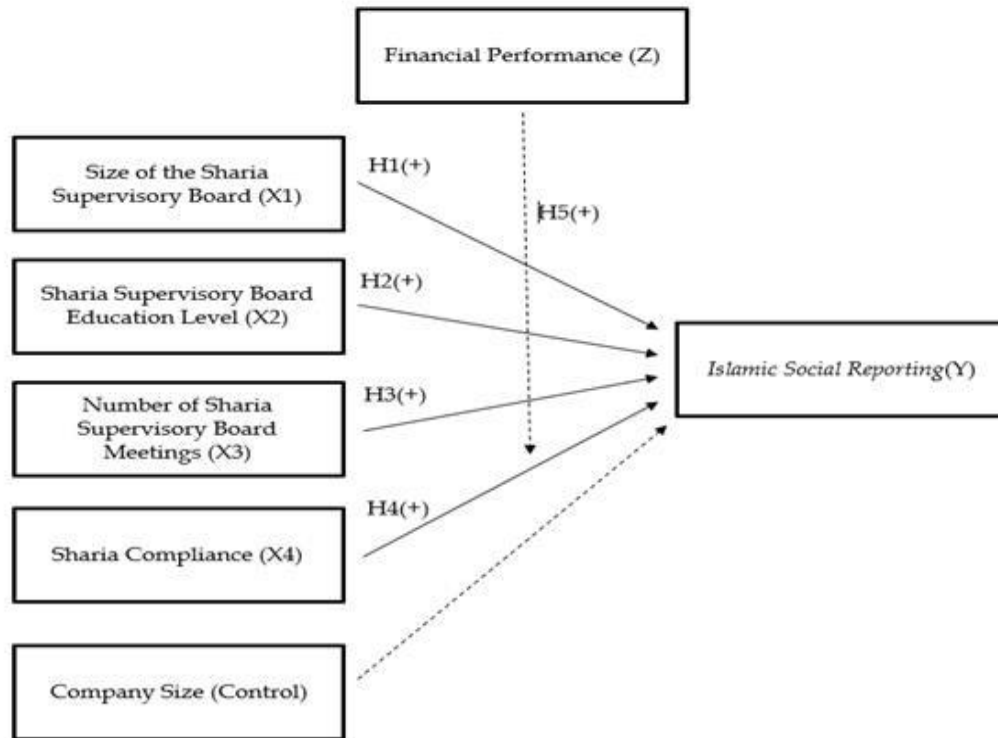 Financial Performance (Z)
Size of the Sharia
Supervisory Board (X1)
H1(+)
H5(+)
Sharia Supervisory Board
Education Level (X2)
H2(+)
Islamic Social Reporting(Y)
Number of Sharia
Supervisory Board
Meetings (X3)
H3(+)
H4(+)
Sharia Compliance (X4)
Company Size (Control)